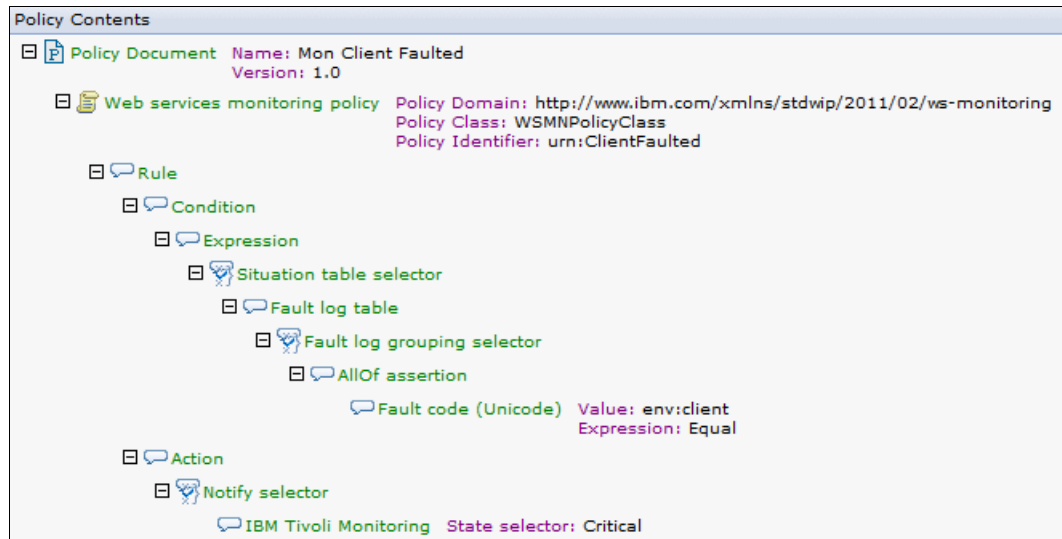 Policy Contents
Policy Document Name: Mon Client Faulted
Version: 1.0
Web services monitoring policy Policy Domain: http://www.ibm.com/xmlns/stdwip/2011/02/ws-monitoring
Policy Class: WSMNPolicyClass
Policy Identifier: urn:ClientFaulted
Rule
Condition
Expression
Situation table selector
Fault log table
Fault log grouping selector
AllOf assertion
Fault code (Unicode) Value: env:client
Expression: Equal
Action
Notify selector
IBM Tivoli Monitoring State selector: Critical